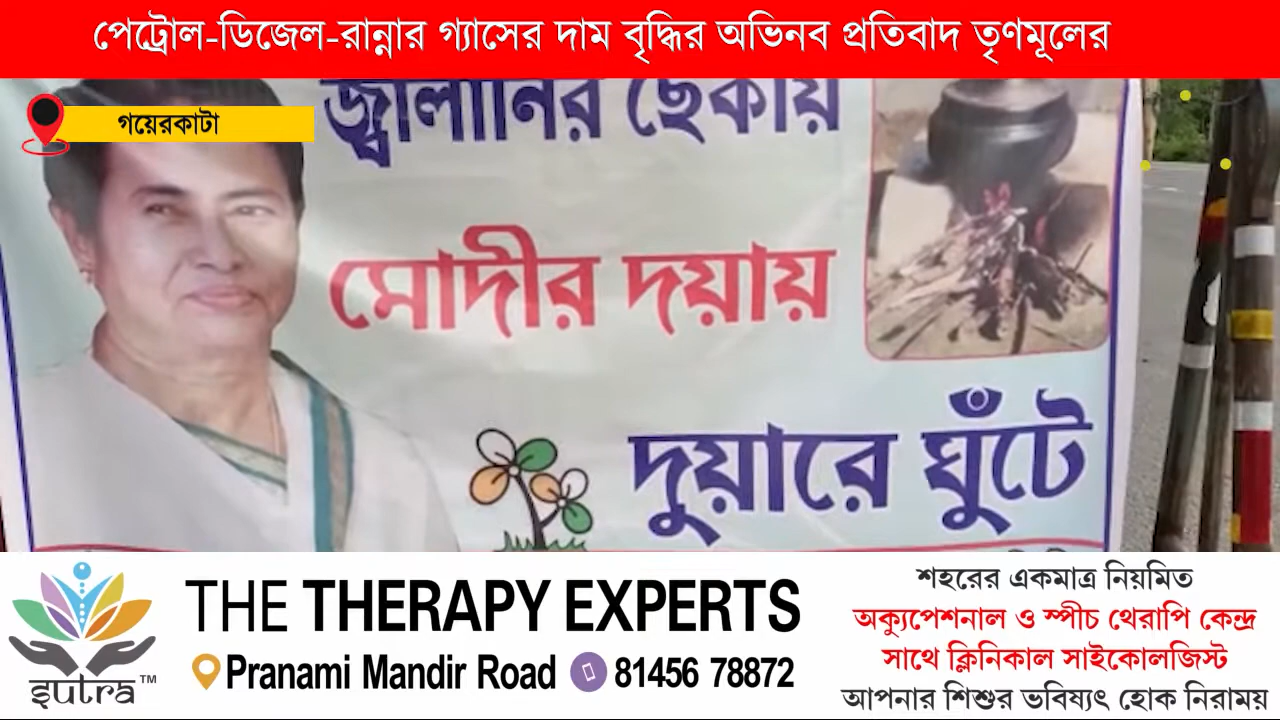 পেট্রোল-ডিজেল-রান্নার গ্যাসের দাম বৃদ্ধির অভিনব প্রতিবাদ তৃণমূলের
গয়েরকাটা
জ্বালানির ছেঁকায়
মোদীর দয়ায়
দুয়ারে ঘুঁটে
sutra™
THE THERAPY EXPERTS
Pranami Mandir Road
81456 78872
শহরের একমাত্র নিয়মিত
অক্যুপেশনাল ও স্পীচ থেরাপি কেন্দ্র
সাথে ক্লিনিকাল সাইকোলজিস্ট
আপনার শিশুর ভবিষ্যৎ হোক নিরাময়